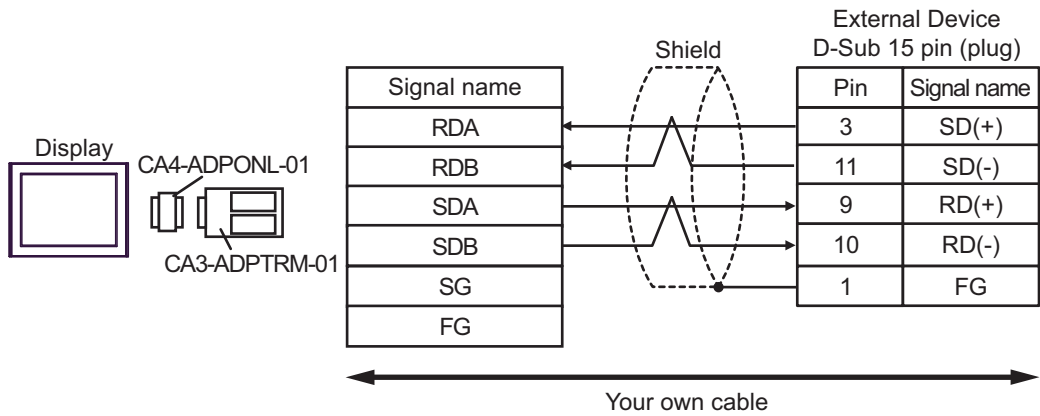 External Device
D-Sub 15 pin (plug)
Shield
Signal name
Pin
Signal name
RDA
3
SD(+)
Display
CA4-ADPONL-01
RDB
11
SD(-)
SDA
9
RD(+)
SDB
10
RD(-)
CA3-ADPTRM-01
SG
1
FG
FG
Your own cable